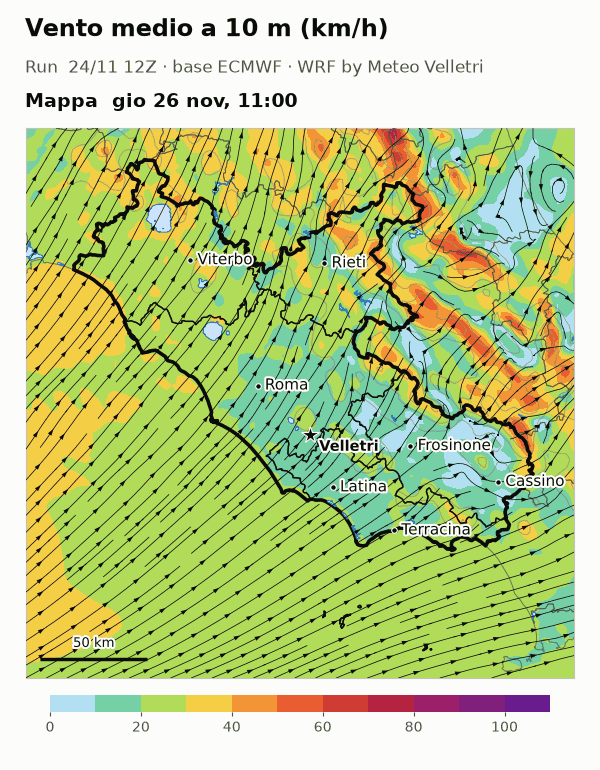 Vento medio a 10 m (km/h)
Run 24/11 12Z · base ECMWF · WRF by Meteo Velletri
Mappa gio 26 nov, 11:00
Viterbo
Rieti
Roma
Velletri
Frosinone
Cassino
Latina
Terracina
50 km
0 20 40 60 80 100